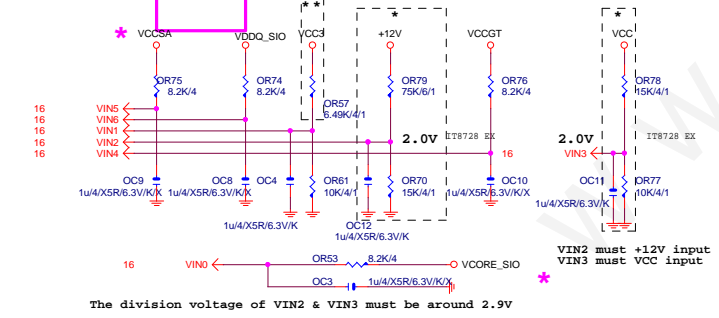 * *
*
*
*
VCCSA
VDDQ_SIO
VCC3
+12V
VCCGT
VCC
OR75
8.2K/4
OR74
8.2K/4
OR57
6.49K/4/1
OR79
75K/6/1
OR76
8.2K/4
OR78
15K/4/1
16
VIN5
16
VIN6
16
VIN1
16
VIN2
16
VIN4
2.0V
IT8728 EX
16
2.0V
IT8728 EX
VIN3
OC9
1u/4/X5R/6.3V/K/X
OC8
1u/4/X5R/6.3V/K/X
OC4
1u/4/X5R/6.3V/K
OR61
10K/4/1
OC12
1u/4/X5R/6.3V/K
OR70
15K/4/1
OC10
1u/4/X5R/6.3V/K/X
OC11
1u/4/X5R/6.3V/K
OR77
10K/4/1
VIN2 must +12V input
VIN3 must VCC input
16
VIN0
OR53
8.2K/4
VCORE_SIO
OC3
1u/4/X5R/6.3V/K/X
*
The division voltage of VIN2 & VIN3 must be around 2.9V